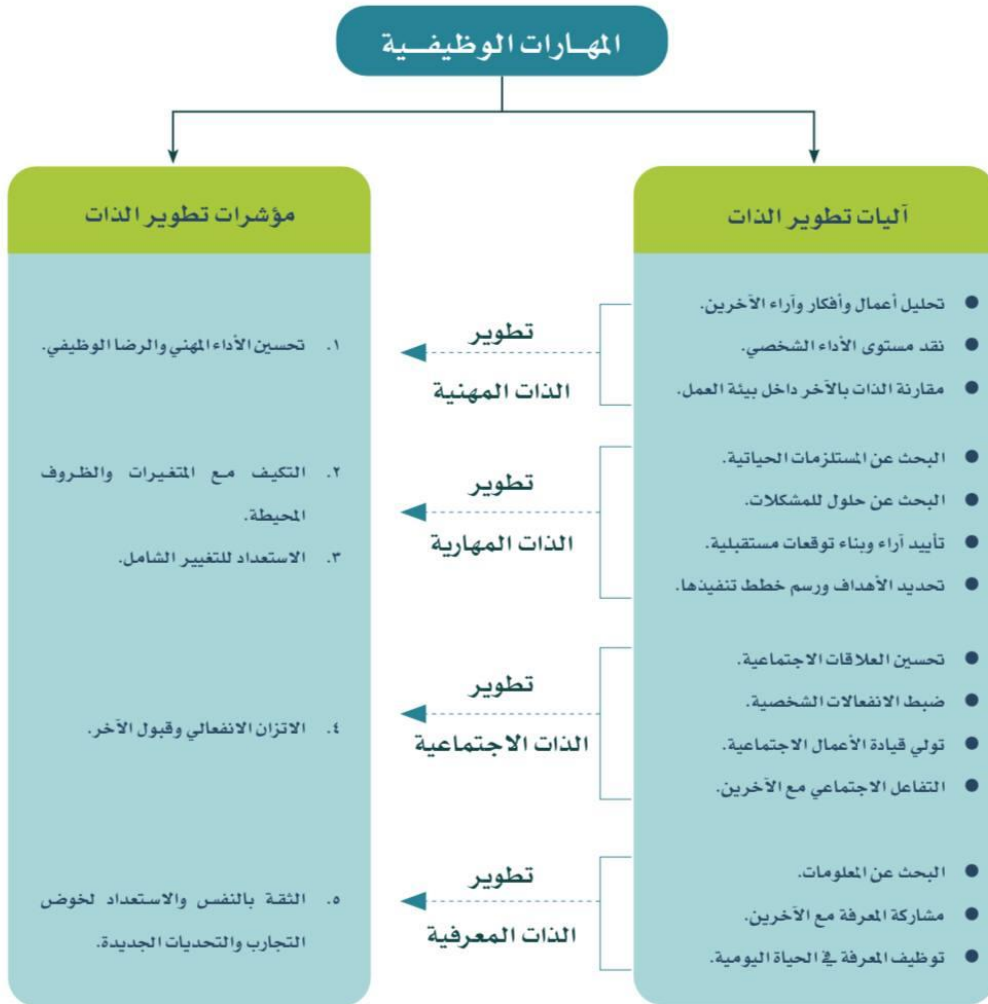 المهارات الوظيفية
آليات تطوير الذات
مؤشرات تطوير الذات
● تحليل أعمال وأفكار وآراء الآخرين.
● نقد مستوى الأداء الشخصي.
● مقارنة الذات بالآخر داخل بيئة العمل.
تطوير
الذات المهنية
١. تحسين الأداء المهني والرضا الوظيفي.
● البحث عن المستلزمات الحياتية.
● البحث عن حلول للمشكلات.
● تأييد آراء وبناء توقعات مستقبلية.
● تحديد الأهداف ورسم خطط تنفيذها.
تطوير
الذات المهارية
٢. التكيف مع المتغيرات والظروف
المحيطة.
٣. الاستعداد للتغيير الشامل.
● تحسين العلاقات الاجتماعية.
● ضبط الانفعالات الشخصية.
● تولي قيادة الأعمال الاجتماعية.
● التفاعل الاجتماعي مع الآخرين.
تطوير
الذات الاجتماعية
٤. الاتزان الانفعالي وقبول الآخر.
● البحث عن المعلومات.
● مشاركة المعرفة مع الآخرين.
● توظيف المعرفة في الحياة اليومية.
تطوير
الذات المعرفية
٥. الثقة بالنفس والاستعداد لخوض
التجارب والتحديات الجديدة.